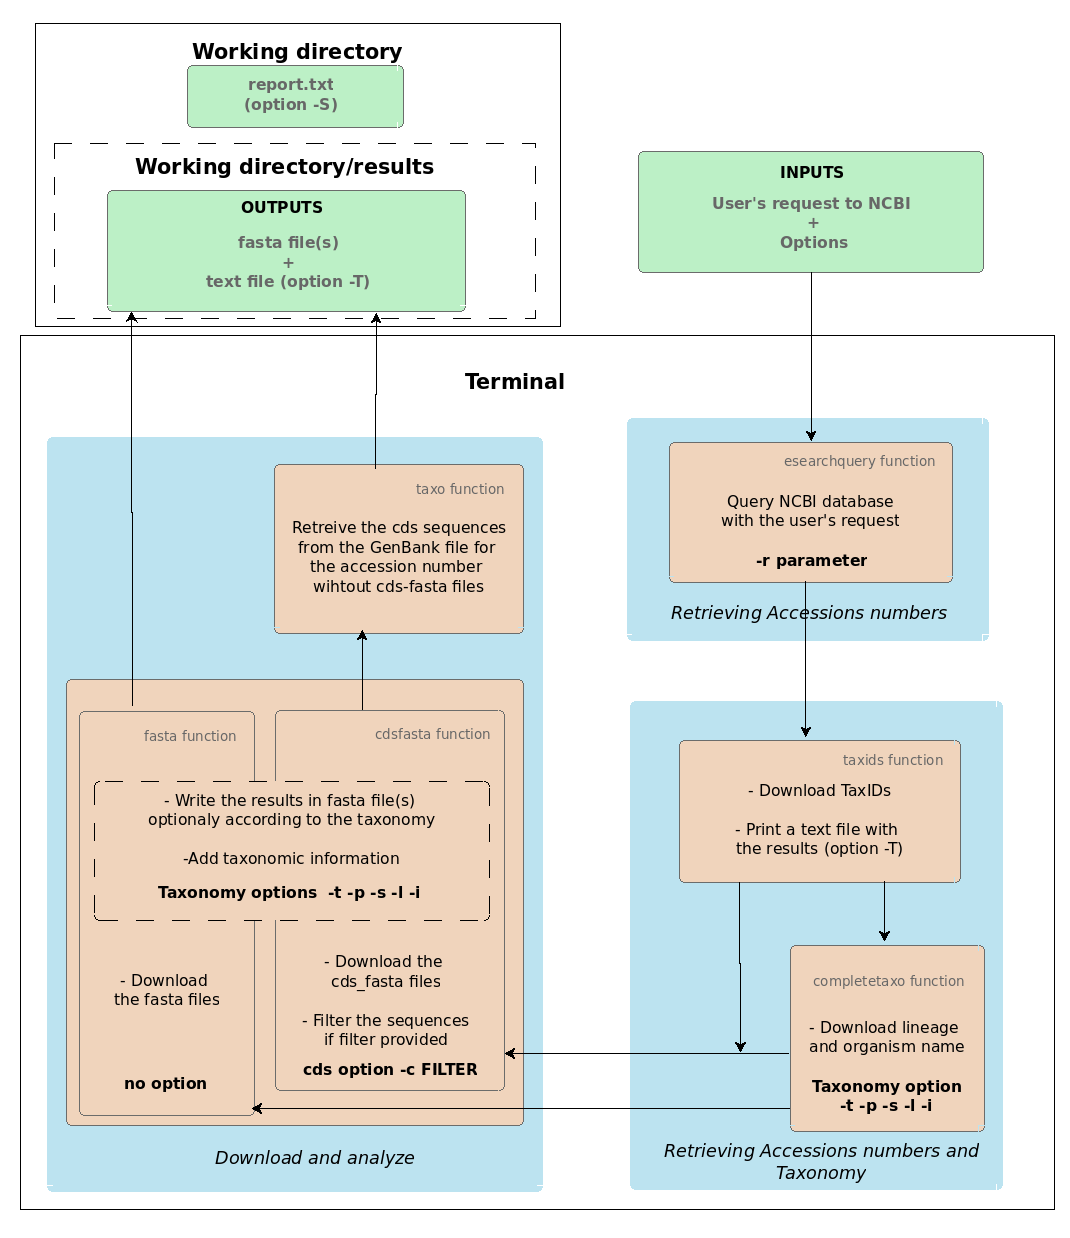 Working directory
report.txt
(option -S)
Working directory/results
OUTPUTS
fasta file(s)
+
text file (option -T)
INPUTS
User's request to NCBI
+
Options
Terminal
esearchquery function
Query NCBI database
with the user's request
-r parameter
Retrieving Accessions numbers
taxo function
Retreive the cds sequences
from the GenBank file for
the accession number
wihtout cds-fasta files
fasta function
cdsfasta function
- Write the results in fasta file(s)
optionaly according to the taxonomy
-Add taxonomic information
Taxonomy options  -t -p -s -l -i
- Download
the fasta files
no option
- Download the
cds_fasta files
- Filter the sequences
if filter provided
cds option -c FILTER
Download and analyze
taxids function
- Download TaxIDs
- Print a text file with
the results (option -T)
completetaxo function
- Download lineage
and organism name
Taxonomy option
-t -p -s -l -i
Retrieving Accessions numbers and
Taxonomy